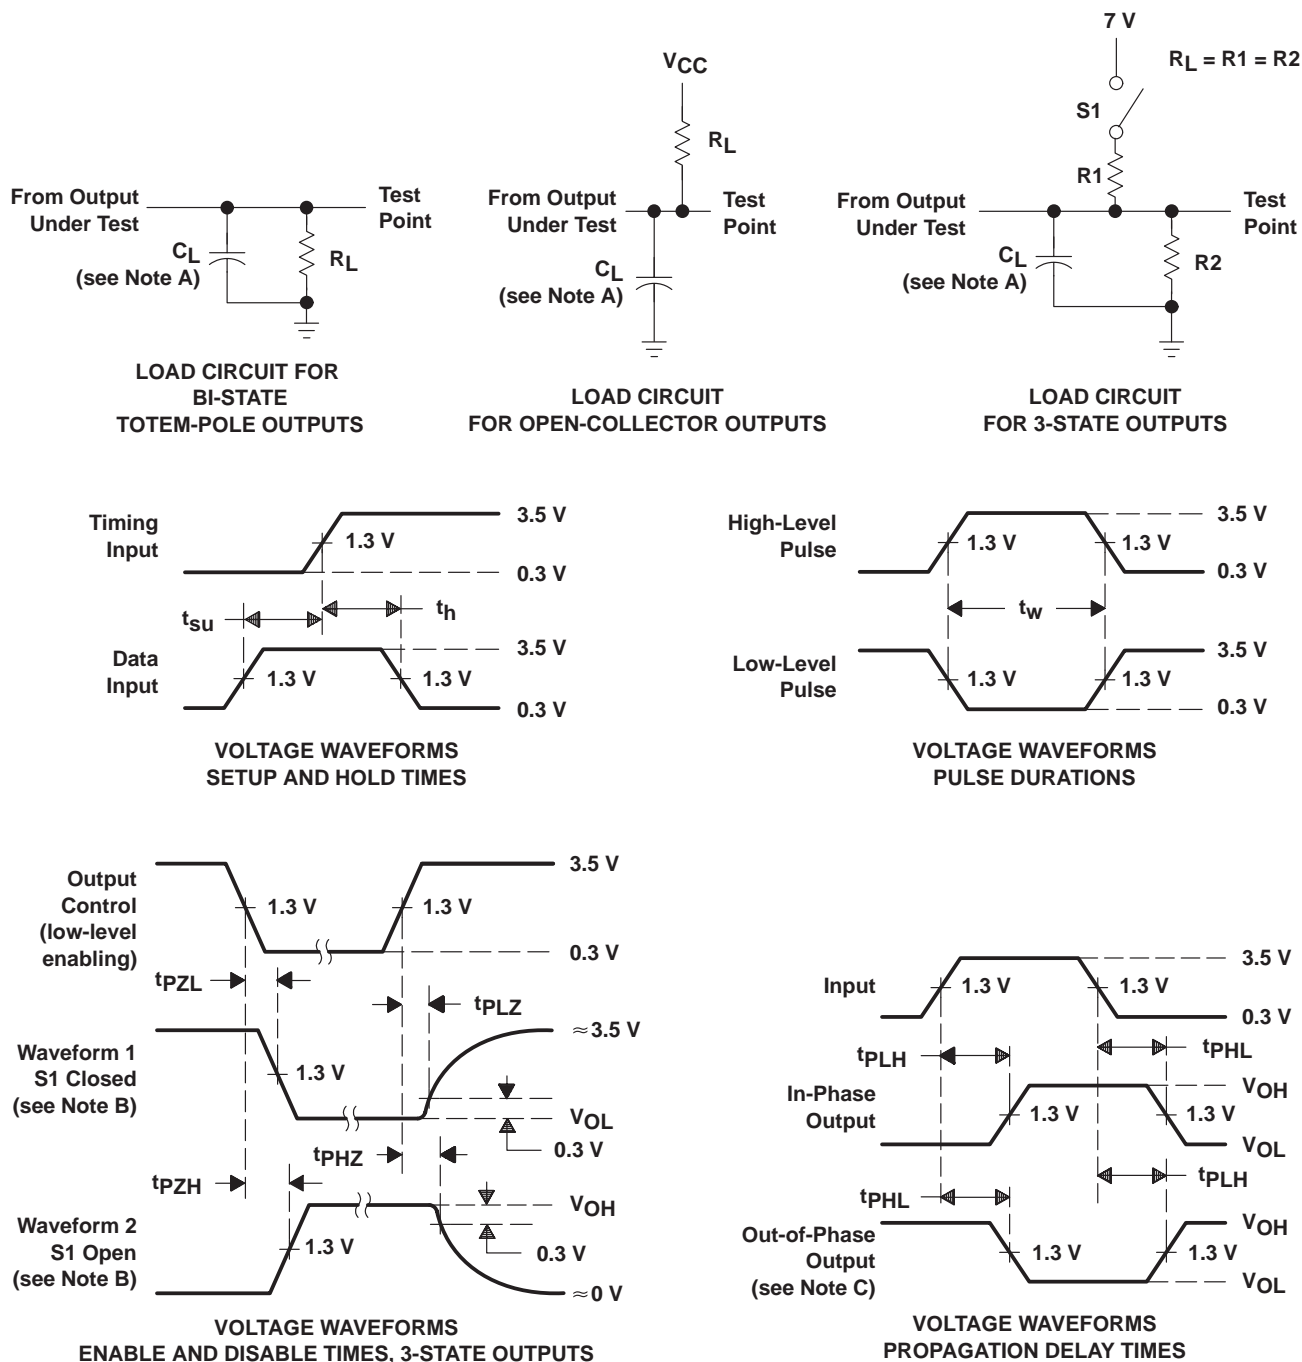 From Output
Under Test
Test
Point
CL
(see Note A)
RL
LOAD CIRCUIT FOR
BI-STATE
TOTEM-POLE OUTPUTS
VCC
RL
From Output
Under Test
Test
Point
CL
(see Note A)
LOAD CIRCUIT
FOR OPEN-COLLECTOR OUTPUTS
7 V
RL = R1 = R2
S1
R1
From Output
Under Test
Test
Point
CL
(see Note A)
R2
LOAD CIRCUIT
FOR 3-STATE OUTPUTS
Timing
Input
1.3 V
3.5 V
0.3 V
tsu
th
Data
Input
1.3 V
1.3 V
3.5 V
0.3 V
VOLTAGE WAVEFORMS
SETUP AND HOLD TIMES
High-Level
Pulse
1.3 V
1.3 V
3.5 V
0.3 V
tw
Low-Level
Pulse
1.3 V
1.3 V
3.5 V
0.3 V
VOLTAGE WAVEFORMS
PULSE DURATIONS
Output
Control
(low-level
enabling)
1.3 V
1.3 V
3.5 V
0.3 V
tPZL
tPLZ
Waveform 1
S1 Closed
(see Note B)
1.3 V
≈3.5 V
VOL
0.3 V
tPHZ
tPZH
Waveform 2
S1 Open
(see Note B)
1.3 V
VOH
0.3 V
≈0 V
VOLTAGE WAVEFORMS
ENABLE AND DISABLE TIMES, 3-STATE OUTPUTS
Input
1.3 V
1.3 V
3.5 V
0.3 V
tPLH
tPHL
In-Phase
Output
1.3 V
1.3 V
VOH
VOL
tPHL
tPLH
Out-of-Phase
Output
(see Note C)
1.3 V
1.3 V
VOH
VOL
VOLTAGE WAVEFORMS
PROPAGATION DELAY TIMES